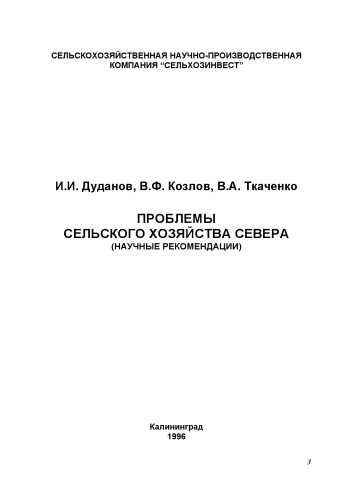 СЕЛЬСКОХОЗЯЙСТВЕННАЯ НАУЧНО-ПРОИЗВОДСТВЕННАЯ
КОМПАНИЯ “СЕЛЬХОЗИНВЕСТ”
И.И. Дуданов, В.Ф. Козлов, В.А. Ткаченко
ПРОБЛЕМЫ
СЕЛЬСКОГО ХОЗЯЙСТВА СЕВЕРА
(НАУЧНЫЕ РЕКОМЕНДАЦИИ)
Калининград
1996
3